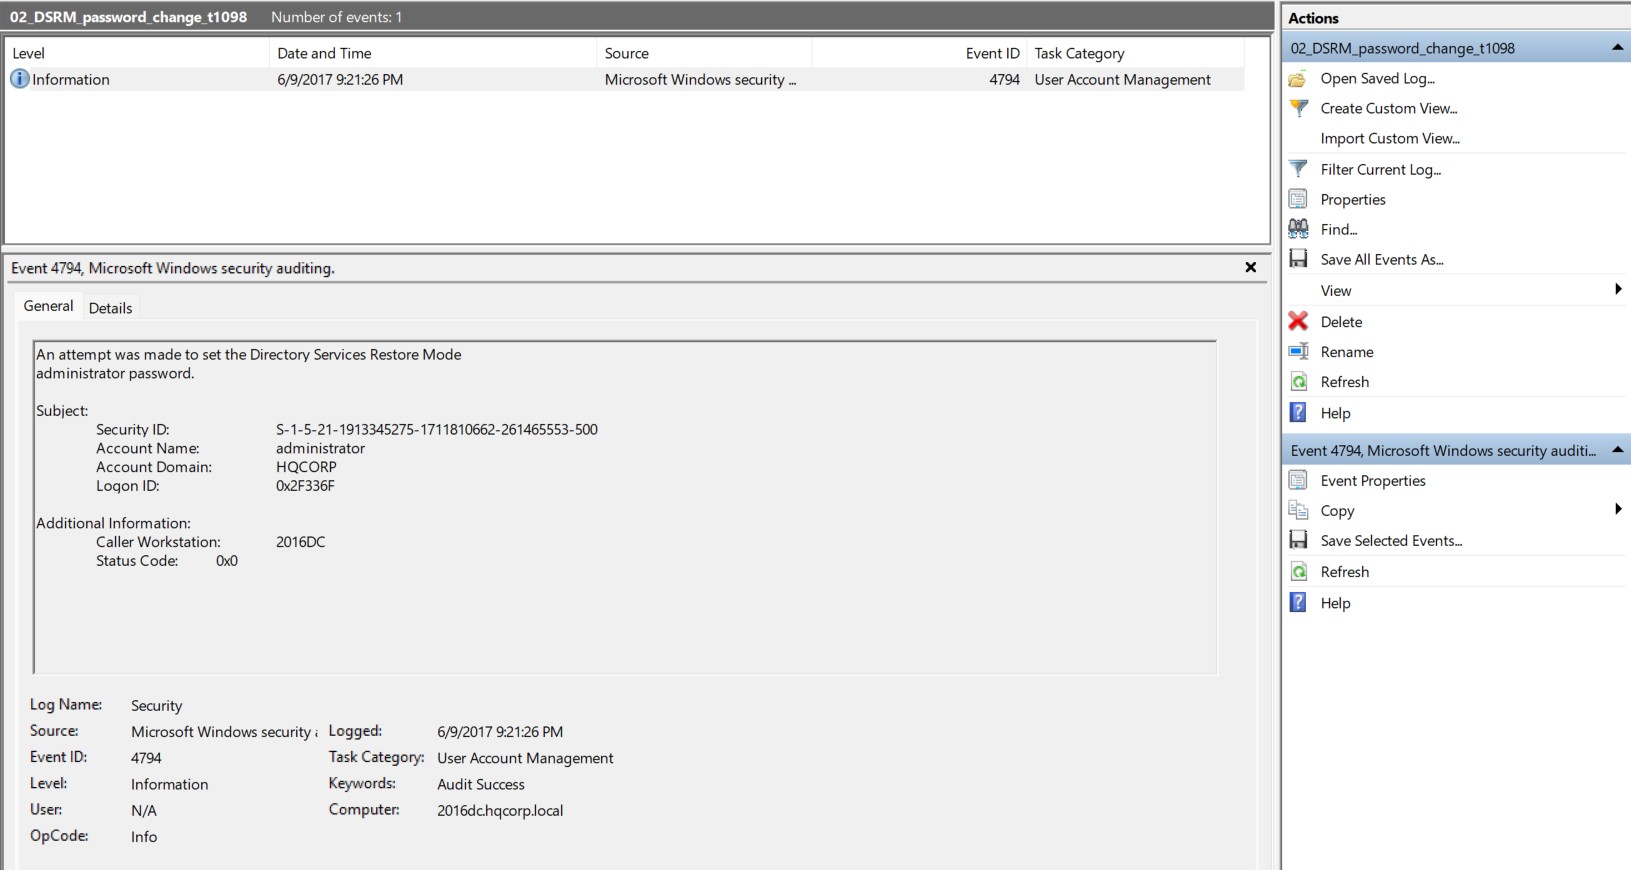 02_DSRM_password_change_t1098 Number of events: 1
Level Date and Time Source Event ID Task Category
Information 6/9/2017 9:21:26 PM Microsoft Windows security ... 4794 User Account Management
Event 4794, Microsoft Windows security auditing.
General Details
An attempt was made to set the Directory Services Restore Mode
administrator password.
Subject:
Security ID: S-1-5-21-1913345275-1711810662-261465553-500
Account Name: administrator
Account Domain: HQCORP
Logon ID: 0x2F336F
Additional Information:
Caller Workstation: 2016DC
Status Code: 0x0
Log Name: Security
Source: Microsoft Windows security Logged: 6/9/2017 9:21:26 PM
Event ID: 4794 Task Category: User Account Management
Level: Information Keywords: Audit Success
User: N/A Computer: 2016dc.hqcorp.local
OpCode: Info
Actions
02_DSRM_password_change_t1098
Open Saved Log...
Create Custom View...
Import Custom View...
Filter Current Log...
Properties
Find...
Save All Events As...
View
Delete
Rename
Refresh
Help
Event 4794, Microsoft Windows security auditi...
Event Properties
Copy
Save Selected Events...
Refresh
Help